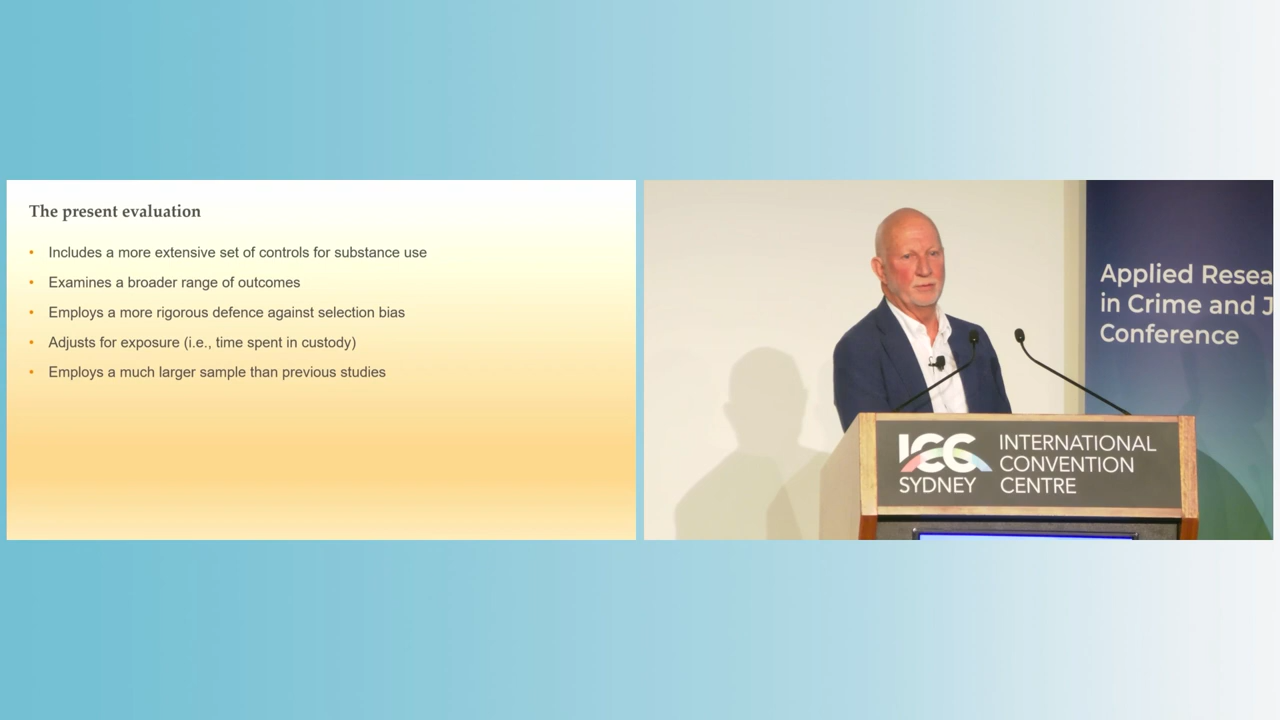 The present evaluation
• Includes a more extensive set of controls for substance use
• Examines a broader range of outcomes
• Employs a more rigorous defence against selection bias
• Adjusts for exposure (i.e., time spent in custody)
• Employs a much larger sample than previous studies
Applied Resea
in Crime and J
Conference
ICC
SYDNEY
INTERNATIONAL
CONVENTION
CENTRE